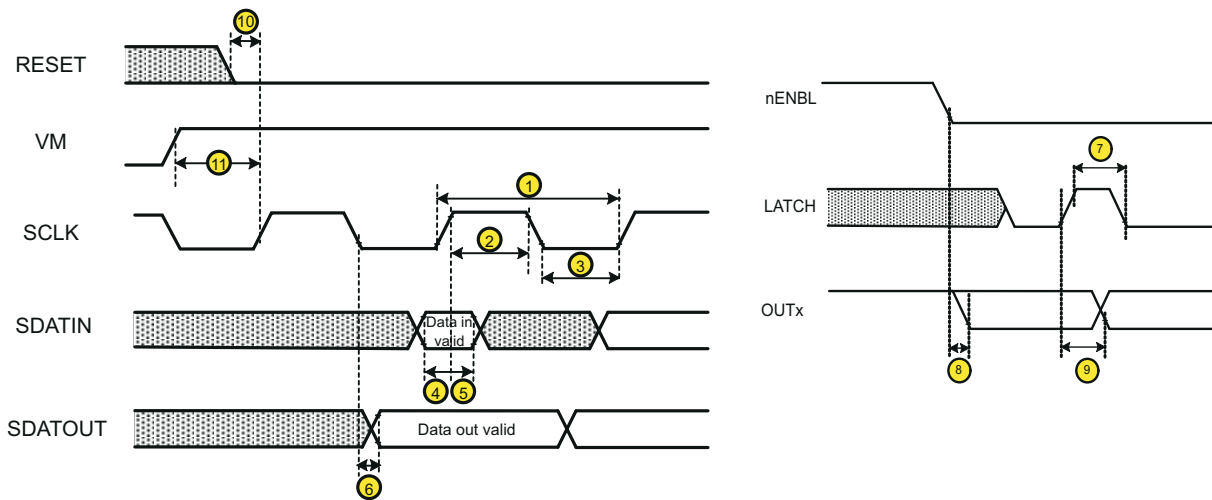 10
RESET
VM
11
1
SCLK
2
3
SDATIN
Data in
valid
4
5
SDATOUT
Data out valid
6
nENBL
7
LATCH
OUTx
8
9